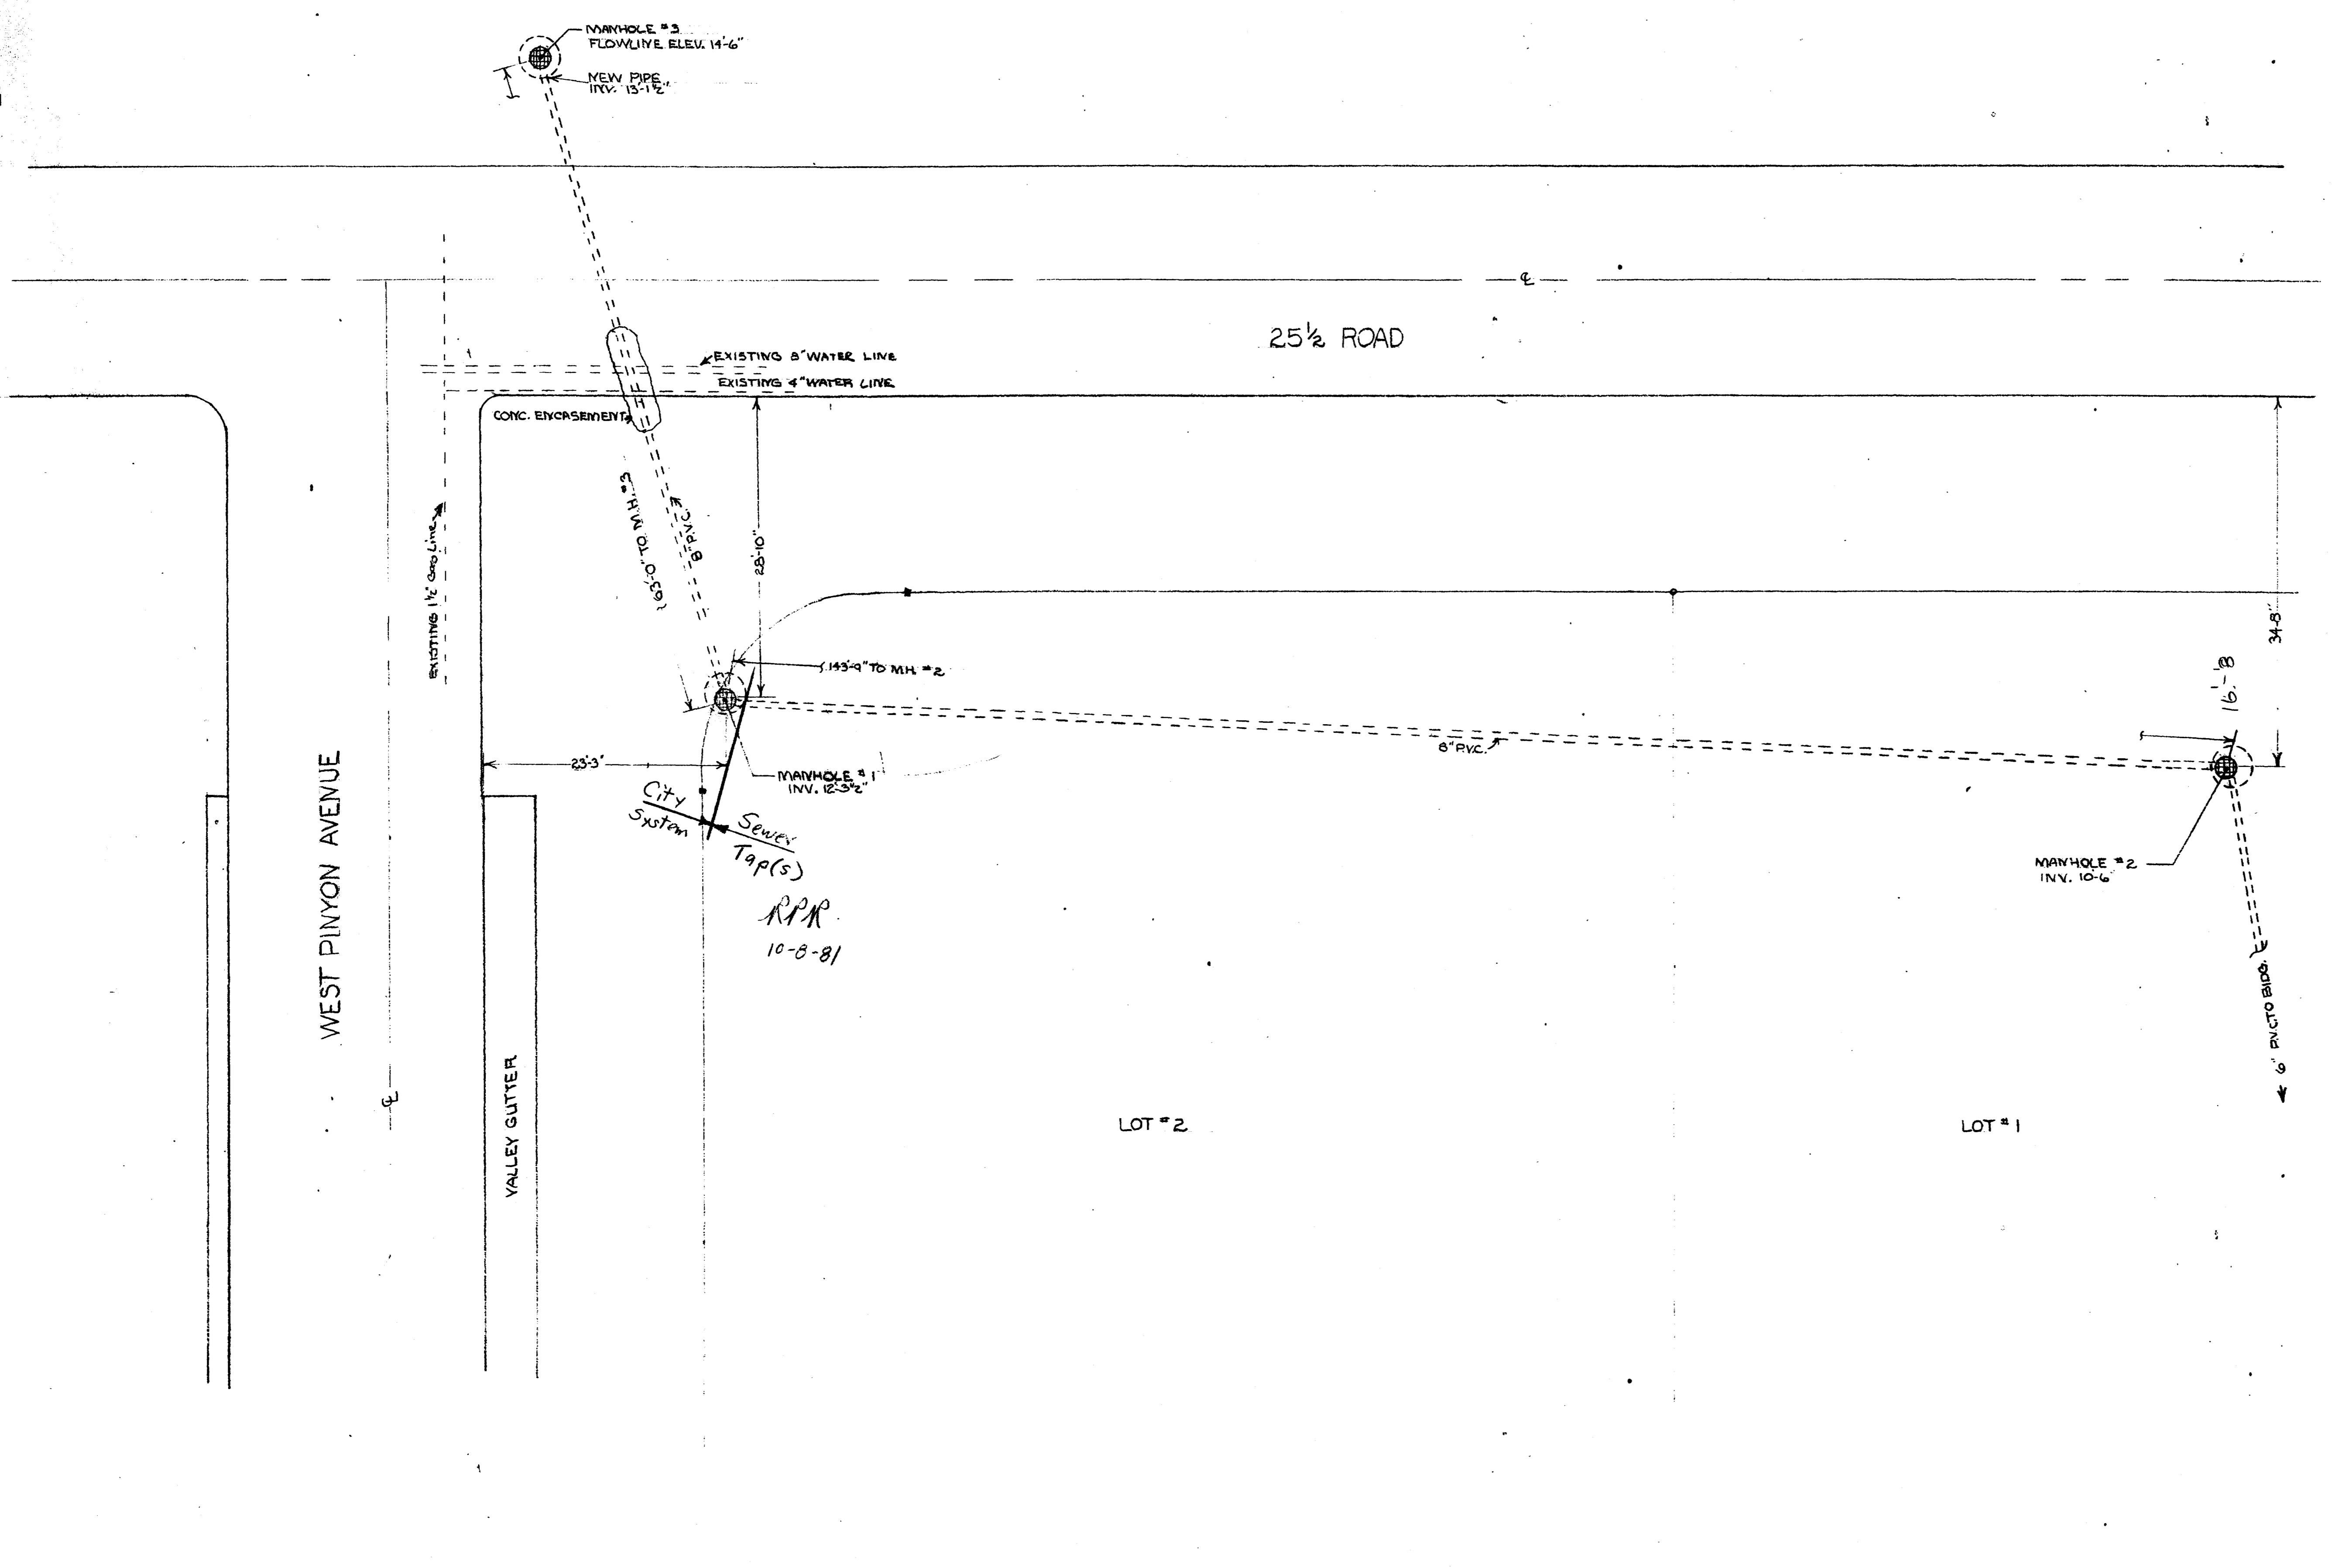 MANHOLE #3
FLOWLINE ELEV. 14'-6"
NEW PIPE
INV. 13'-1½"
℄
25½ ROAD
EXISTING 8" WATER LINE
EXISTING 4" WATER LINE
CONC. ENCASEMENT
63'-0" TO M.H. #3
8" P.V.C.
28'-10"
EXISTING 1½" Gas Line
34'-8"
143'-9" TO M.H. #2
16'-8
8" P.V.C.
23'-3"
MANHOLE #1
INV. 12'-3½"
City
System
Sewer
Tap(s)
RPR
10-8-81
MANHOLE #2
INV. 10'-6"
WEST PINYON AVENUE
℄
VALLEY GUTTER
6" P.V.C. TO BLDG.
LOT #2
LOT #1